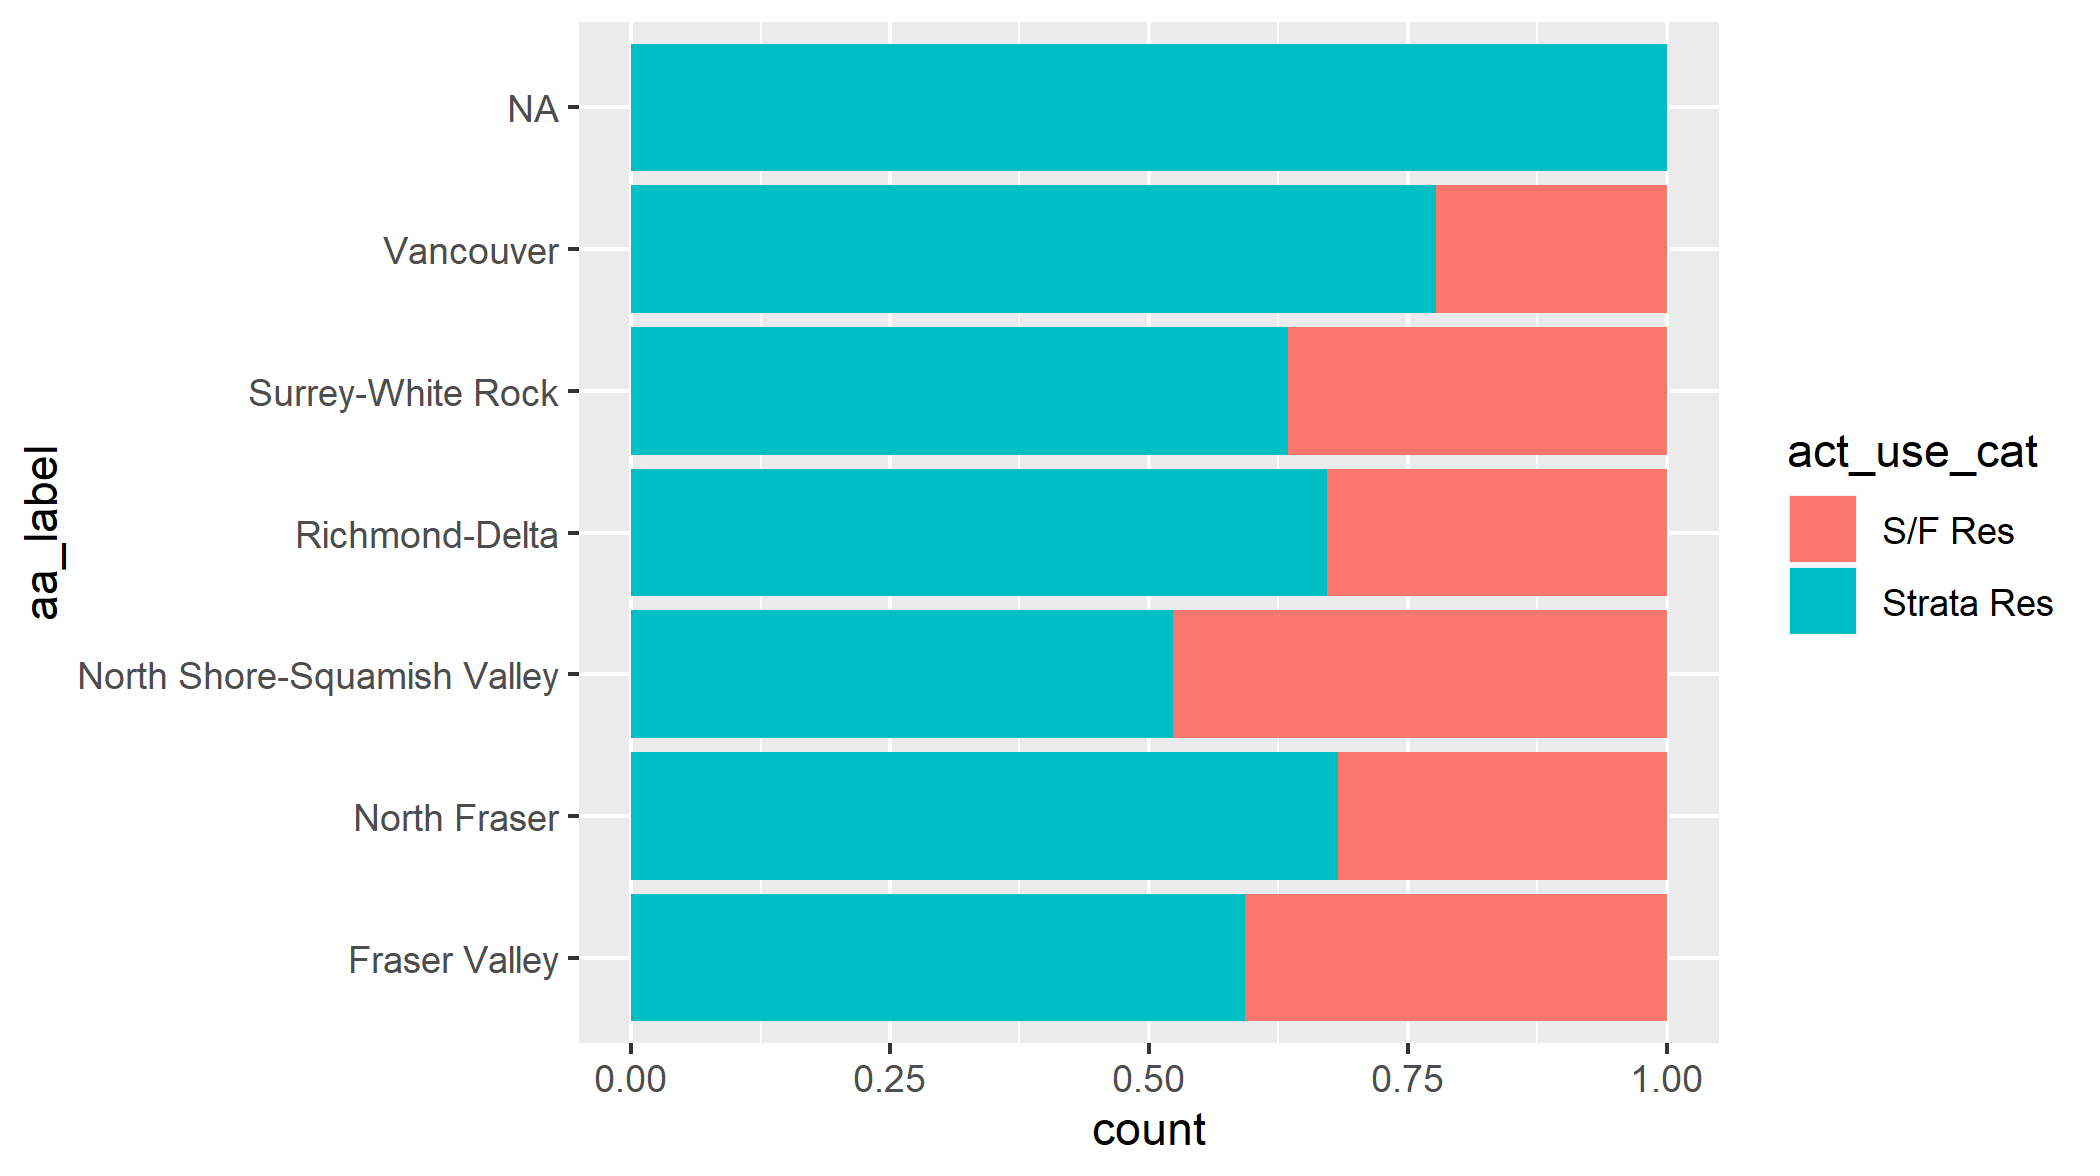 aa_label
NA
Vancouver
Surrey-White Rock
Richmond-Delta
North Shore-Squamish Valley
North Fraser
Fraser Valley
0.00 0.25 0.50 0.75 1.00
count
act_use_cat
S/F Res
Strata Res